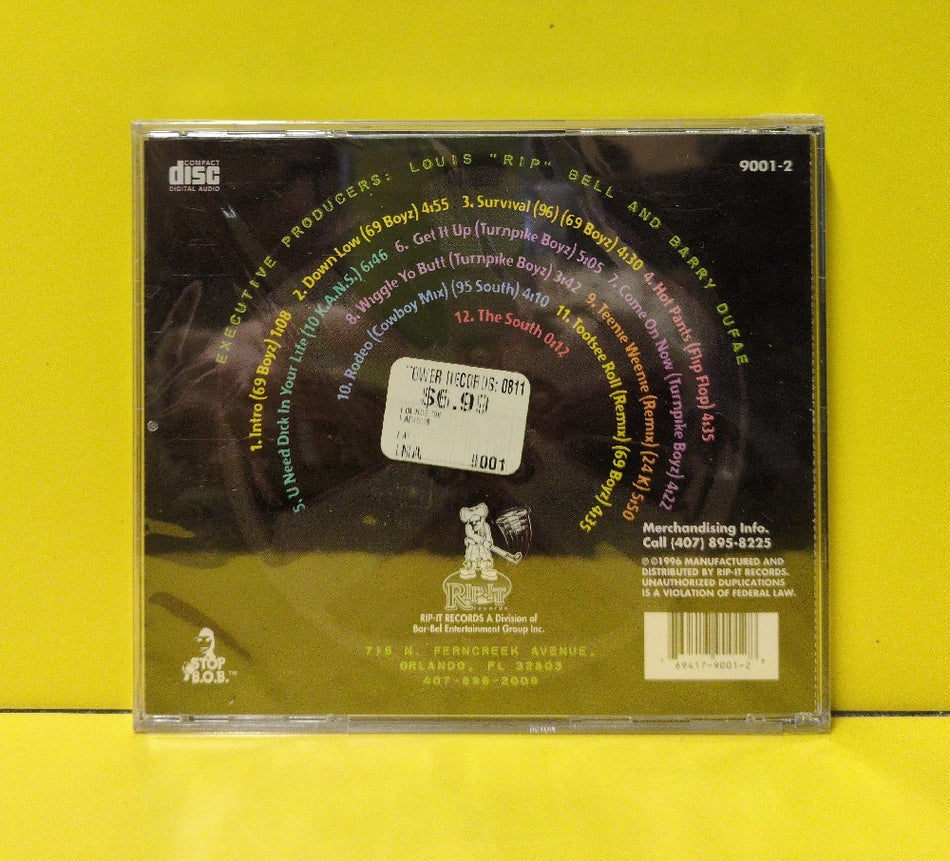 COMPACT
disc
DIGITAL AUDIO
9001-2
EXECUTIVE PRODUCERS: LOUIS "RIP" BELL AND BARRY DUFAE
1. Intro (69 Boyz) 1:08
2. Down Low (69 Boyz) 4:55
3. Survival (96) (69 Boyz) 4:30
4. Hot Pants (Flip Flop) 4:35
5. U Need Dick In Your Life (10 K.A.N.S.) 6:46
6. Get It Up (Turnpike Boyz) 5:05
7. Come On Now (Turnpike Boyz) 4:22
8. Wiggle Yo Butt (Turnpike Boyz) 3:42
9. Teenie Weenie (Remix) (24 K) 5:50
10. Rodeo (Cowboy Mix) (95 South) 4:10
11. Tootsee Roll (Remix) (69 Boyz) 4:35
12. The South 0:12
TOWER RECORDS: 0811
$6.99
9001
RIP-IT
records
RIP-IT RECORDS A Division of
Bar-Bel Entertainment Group Inc.
715 N. FERNCREEK AVENUE.
ORLANDO, FL 32803
407-898-2009
STOP
B.O.B.™
Merchandising Info.
Call (407) 895-8225
℗©1996 MANUFACTURED AND
DISTRIBUTED BY RIP-IT RECORDS.
UNAUTHORIZED DUPLICATIONS
IS A VIOLATION OF FEDERAL LAW.
7 69417-9001-2 8